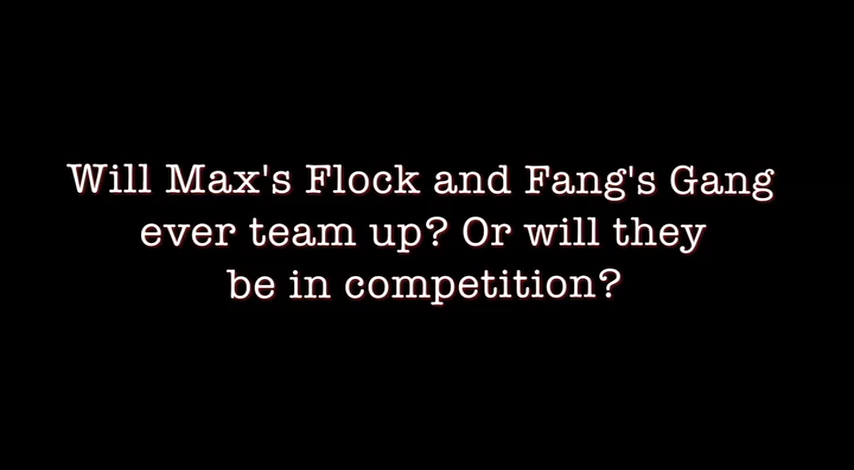 Will Max's Flock and Fang's Gang
ever team up? Or will they
be in competition?